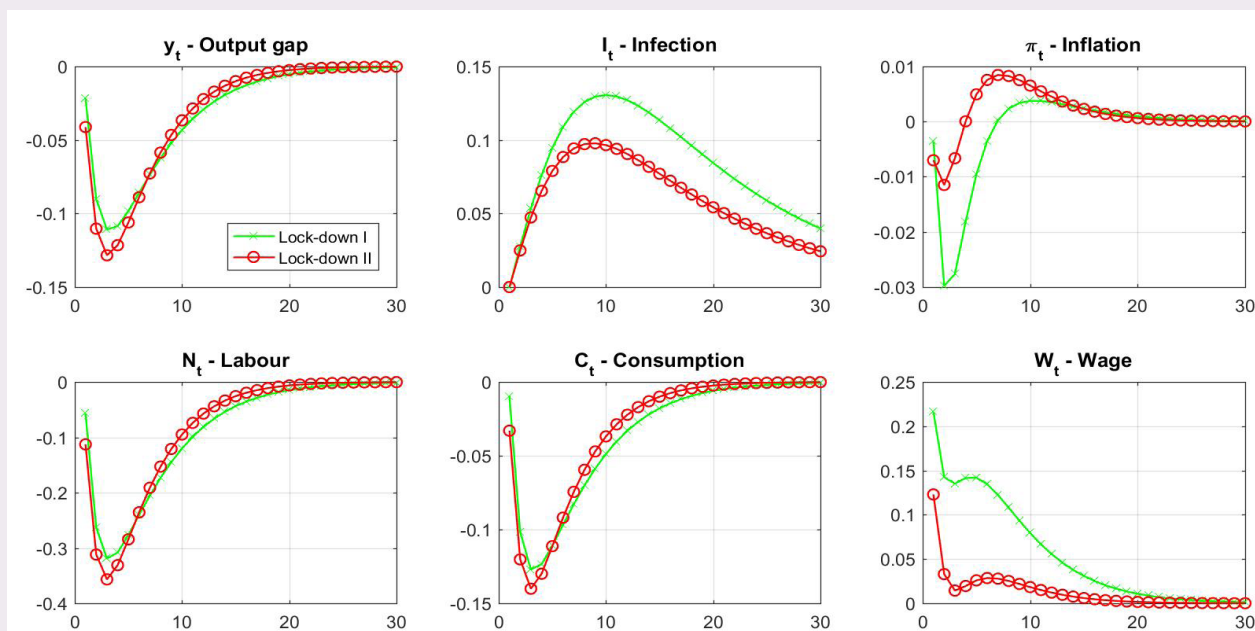 y_t - Output gap
0
-0.05
-0.1
-0.15
0 10 20 30
Lock-down I
Lock-down II
I_t - Infection
0.15
0.1
0.05
0
0 10 20 30
π_t - Inflation
0.01
0
-0.01
-0.01
-0.03
0 10 20 30
N_t - Labour
0
-0.1
-0.2
-0.3
-0.4
0 10 20 30
C_t - Consumption
0
-0.05
-0.1
-0.15
0 10 20 30
W_t - Wage
0.25
0.2
0.15
0.1
0.05
0
0 10 20 30